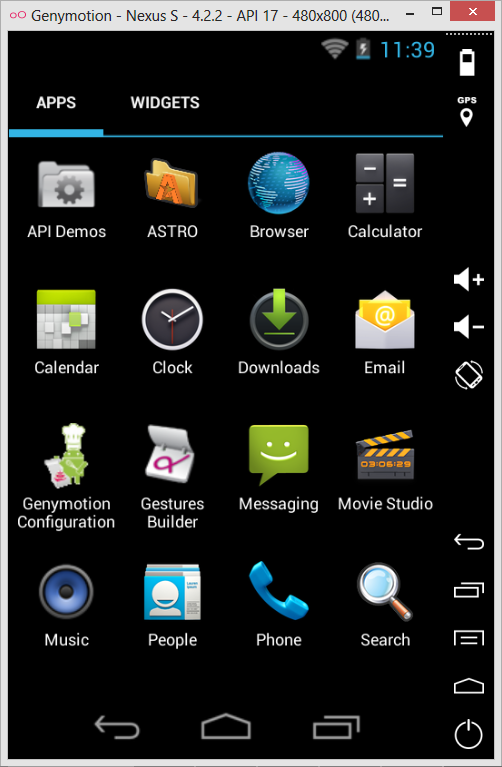 Genymotion - Nexus S - 4.2.2 - API 17 - 480x800 (480...
11:39
GPS
APPS WIDGETS
API Demos ASTRO Browser Calculator
Calendar Clock Downloads Email
Genymotion Configuration Gestures Builder Messaging Movie Studio
03:06:29
Music People Phone Search